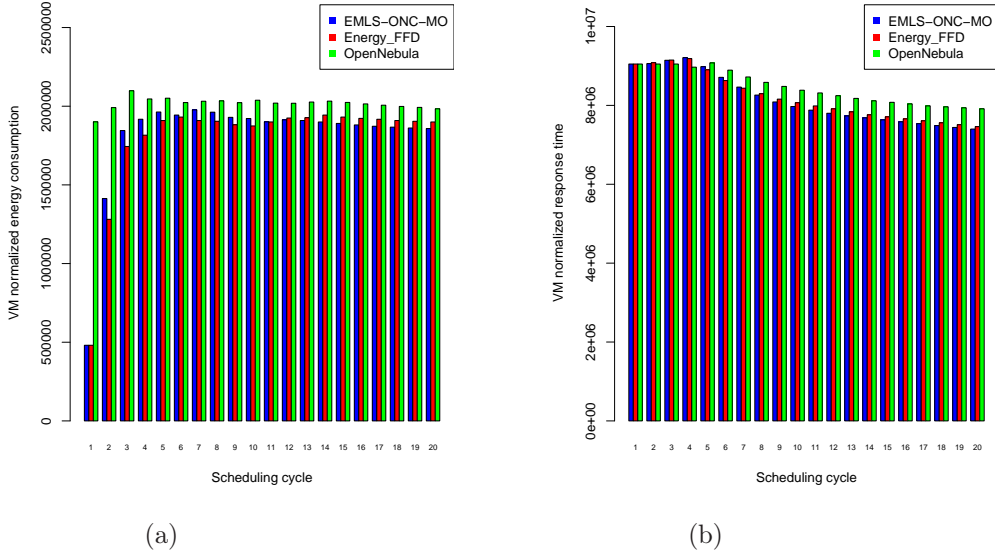 EMLS−ONC−MO
Energy_FFD
OpenNebula
VM normalized energy consumption
2500000
2000000
1500000
1000000
500000
0
1 2 3 4 5 6 7 8 9 10 11 12 13 14 15 16 17 18 19 20
Scheduling cycle
(a)
EMLS−ONC−MO
Energy_FFD
OpenNebula
VM normalized response time
1e+07
8e+06
6e+06
4e+06
2e+06
0e+00
1 2 3 4 5 6 7 8 9 10 11 12 13 14 15 16 17 18 19 20
Scheduling cycle
(b)